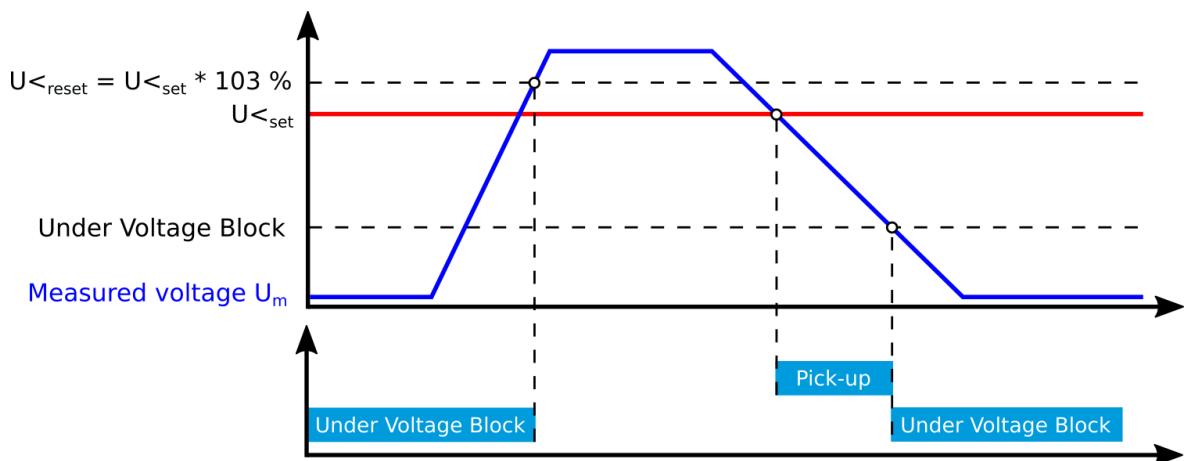 U<reset = U<set * 103 %
U<set
Under Voltage Block
Measured voltage Um
Pick-up
Under Voltage Block
Under Voltage Block